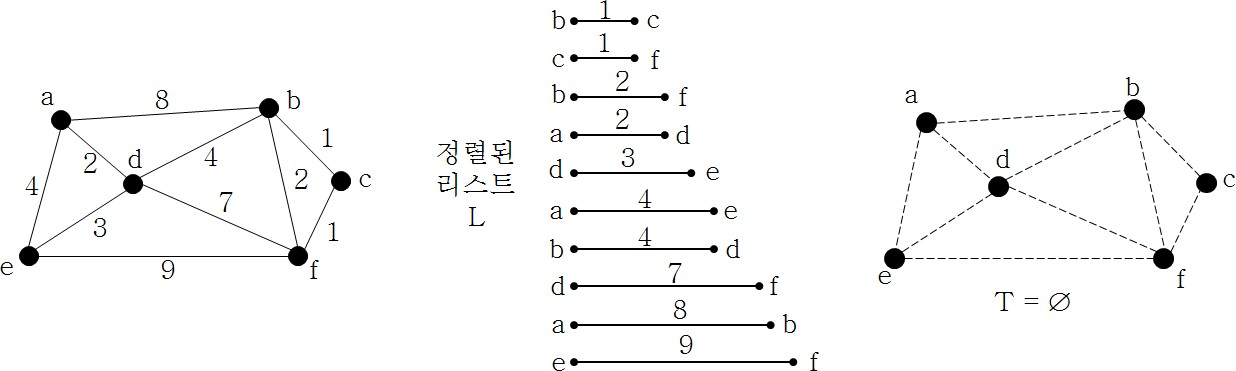 a
8
b
1
2
d
4
2
c
4
3
7
1
e
9
f
정렬된
리스트
L
b 1 c
c 1 f
b 2 f
a 2 d
d 3 e
a 4 e
b 4 d
d 7 f
a 8 b
e 9 f
a
b
d
c
e
f
T = ∅